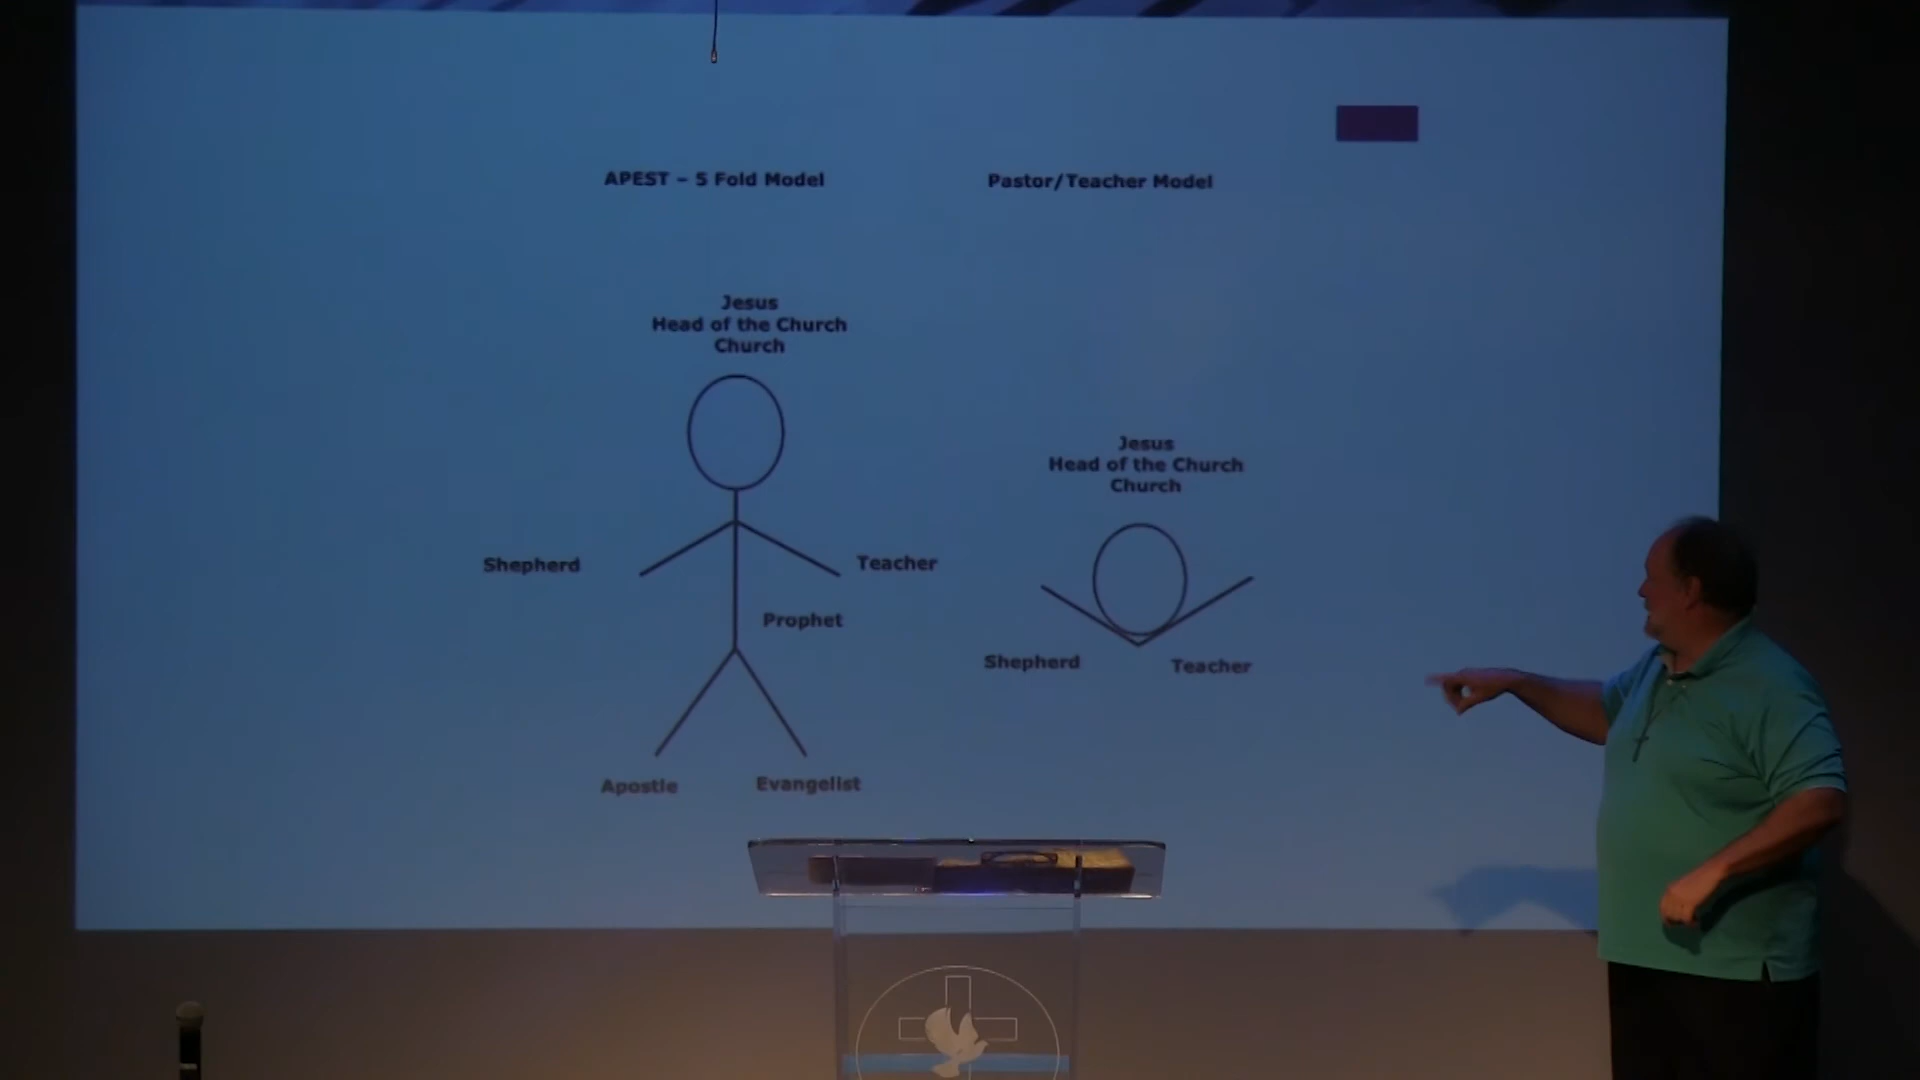 APEST – 5 Fold Model
Pastor/Teacher Model
Jesus
Head of the Church
Church
Shepherd
Teacher
Prophet
Apostle
Evangelist
Jesus
Head of the Church
Church
Shepherd
Teacher